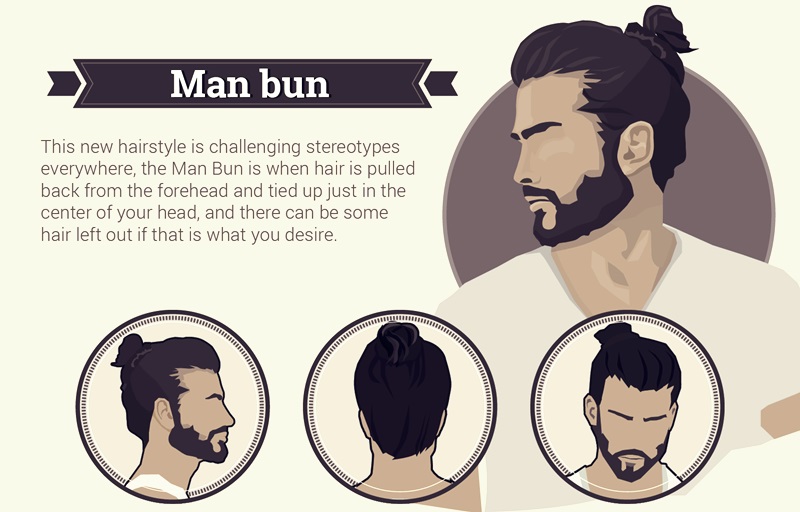 Man bun
This new hairstyle is challenging stereotypes
everywhere, the Man Bun is when hair is pulled
back from the forehead and tied up just in the
center of your head, and there can be some
hair left out if that is what you desire.